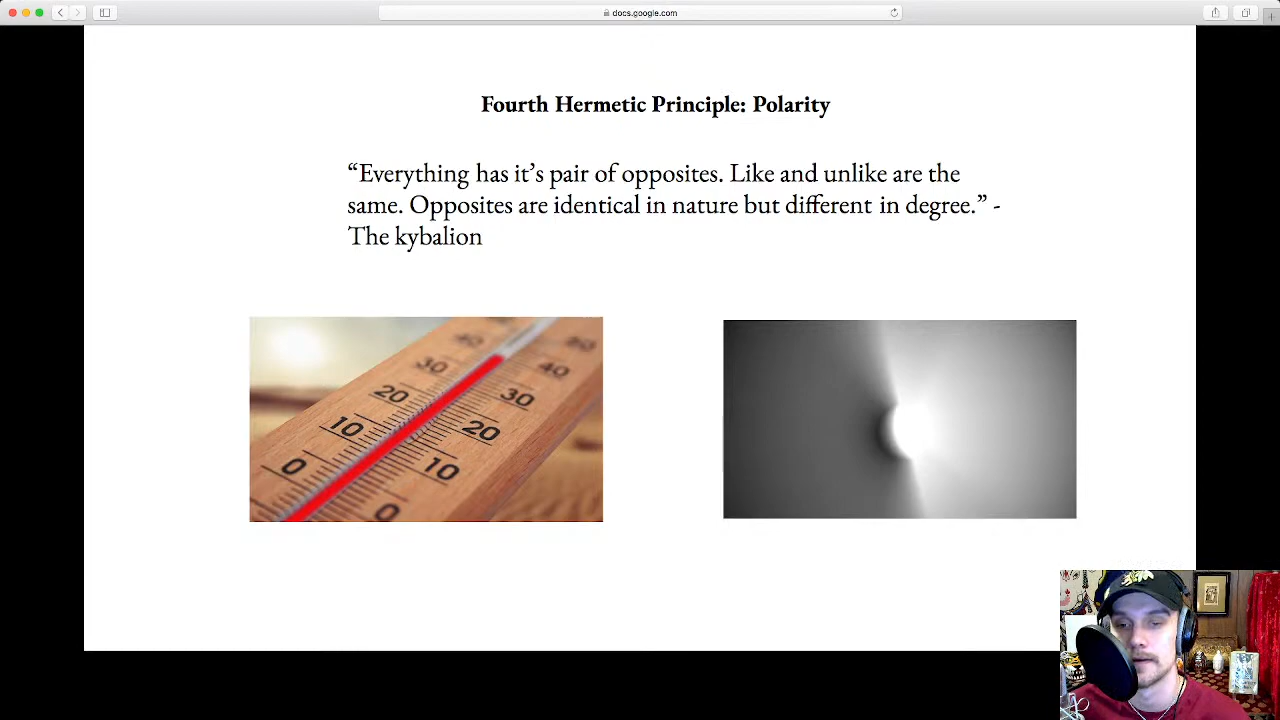 docs.google.com
Fourth Hermetic Principle: Polarity
“Everything has it’s pair of opposites. Like and unlike are the
same. Opposites are identical in nature but different in degree.” -
The kybalion
40
30
20
10
0
50
40
30
20
10
0